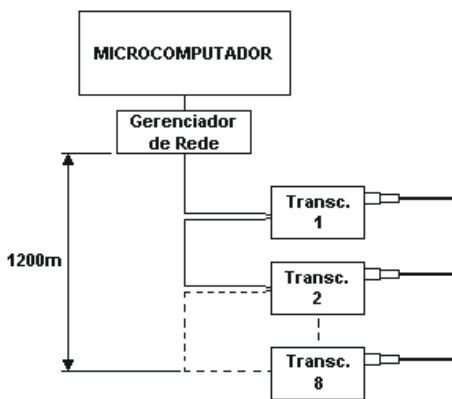 MICROCOMPUTADOR
Gerenciador
de Rede
1200m
Transc.
1
Transc.
2
Transc.
8